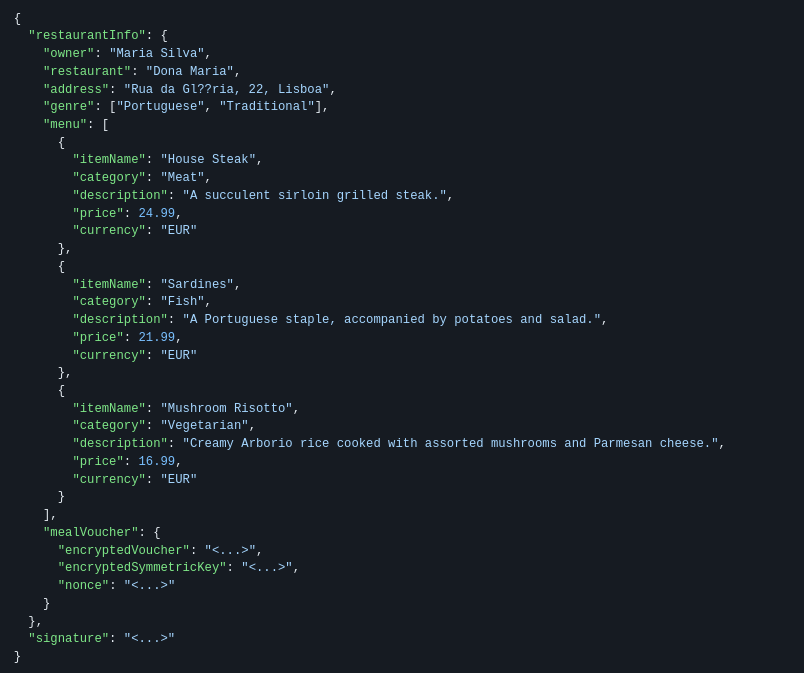 {
  "restaurantInfo": {
    "owner": "Maria Silva",
    "restaurant": "Dona Maria",
    "address": "Rua da Gl??ria, 22, Lisboa",
    "genre": ["Portuguese", "Traditional"],
    "menu": [
      {
        "itemName": "House Steak",
        "category": "Meat",
        "description": "A succulent sirloin grilled steak.",
        "price": 24.99,
        "currency": "EUR"
      },
      {
        "itemName": "Sardines",
        "category": "Fish",
        "description": "A Portuguese staple, accompanied by potatoes and salad.",
        "price": 21.99,
        "currency": "EUR"
      },
      {
        "itemName": "Mushroom Risotto",
        "category": "Vegetarian",
        "description": "Creamy Arborio rice cooked with assorted mushrooms and Parmesan cheese.",
        "price": 16.99,
        "currency": "EUR"
      }
    ],
    "mealVoucher": {
      "encryptedVoucher": "<...>",
      "encryptedSymmetricKey": "<...>",
      "nonce": "<...>"
    }
  },
  "signature": "<...>"
}